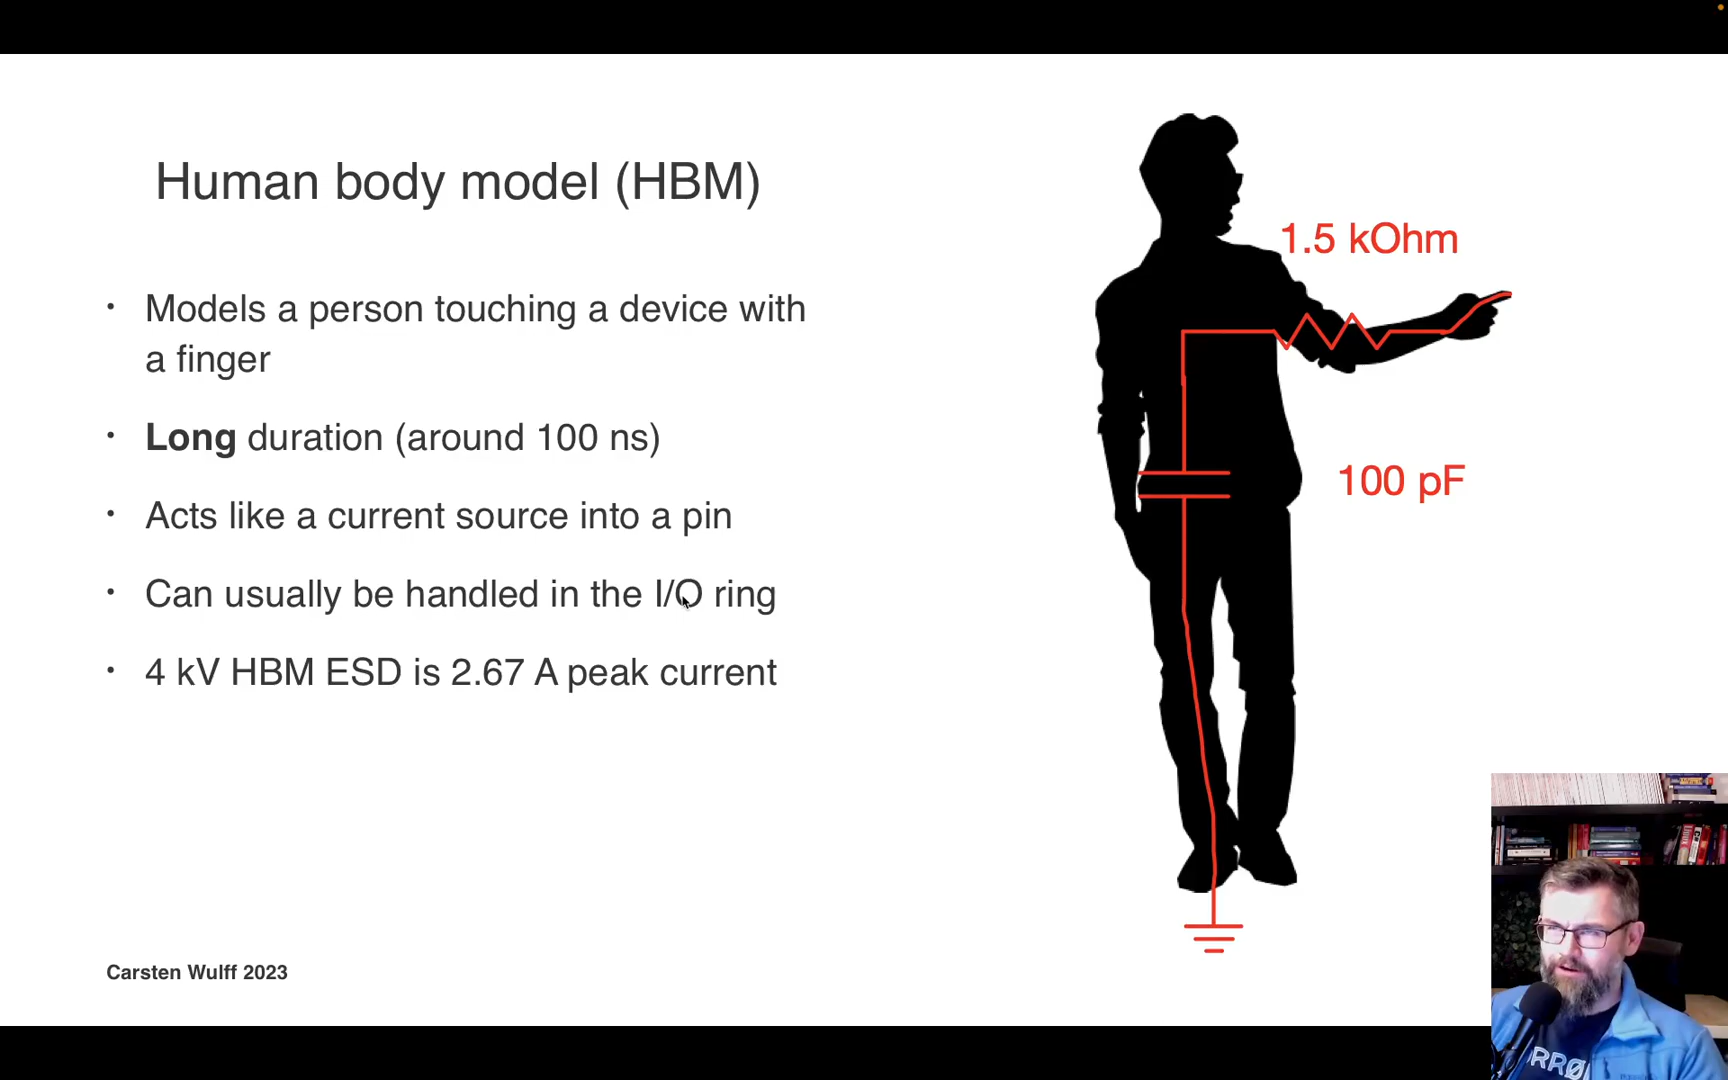 Human body model (HBM)
1.5 kOhm
• Models a person touching a device with
a finger
• Long duration (around 100 ns)
100 pF
• Acts like a current source into a pin
• Can usually be handled in the I/O ring
• 4 kV HBM ESD is 2.67 A peak current
Carsten Wulff 2023